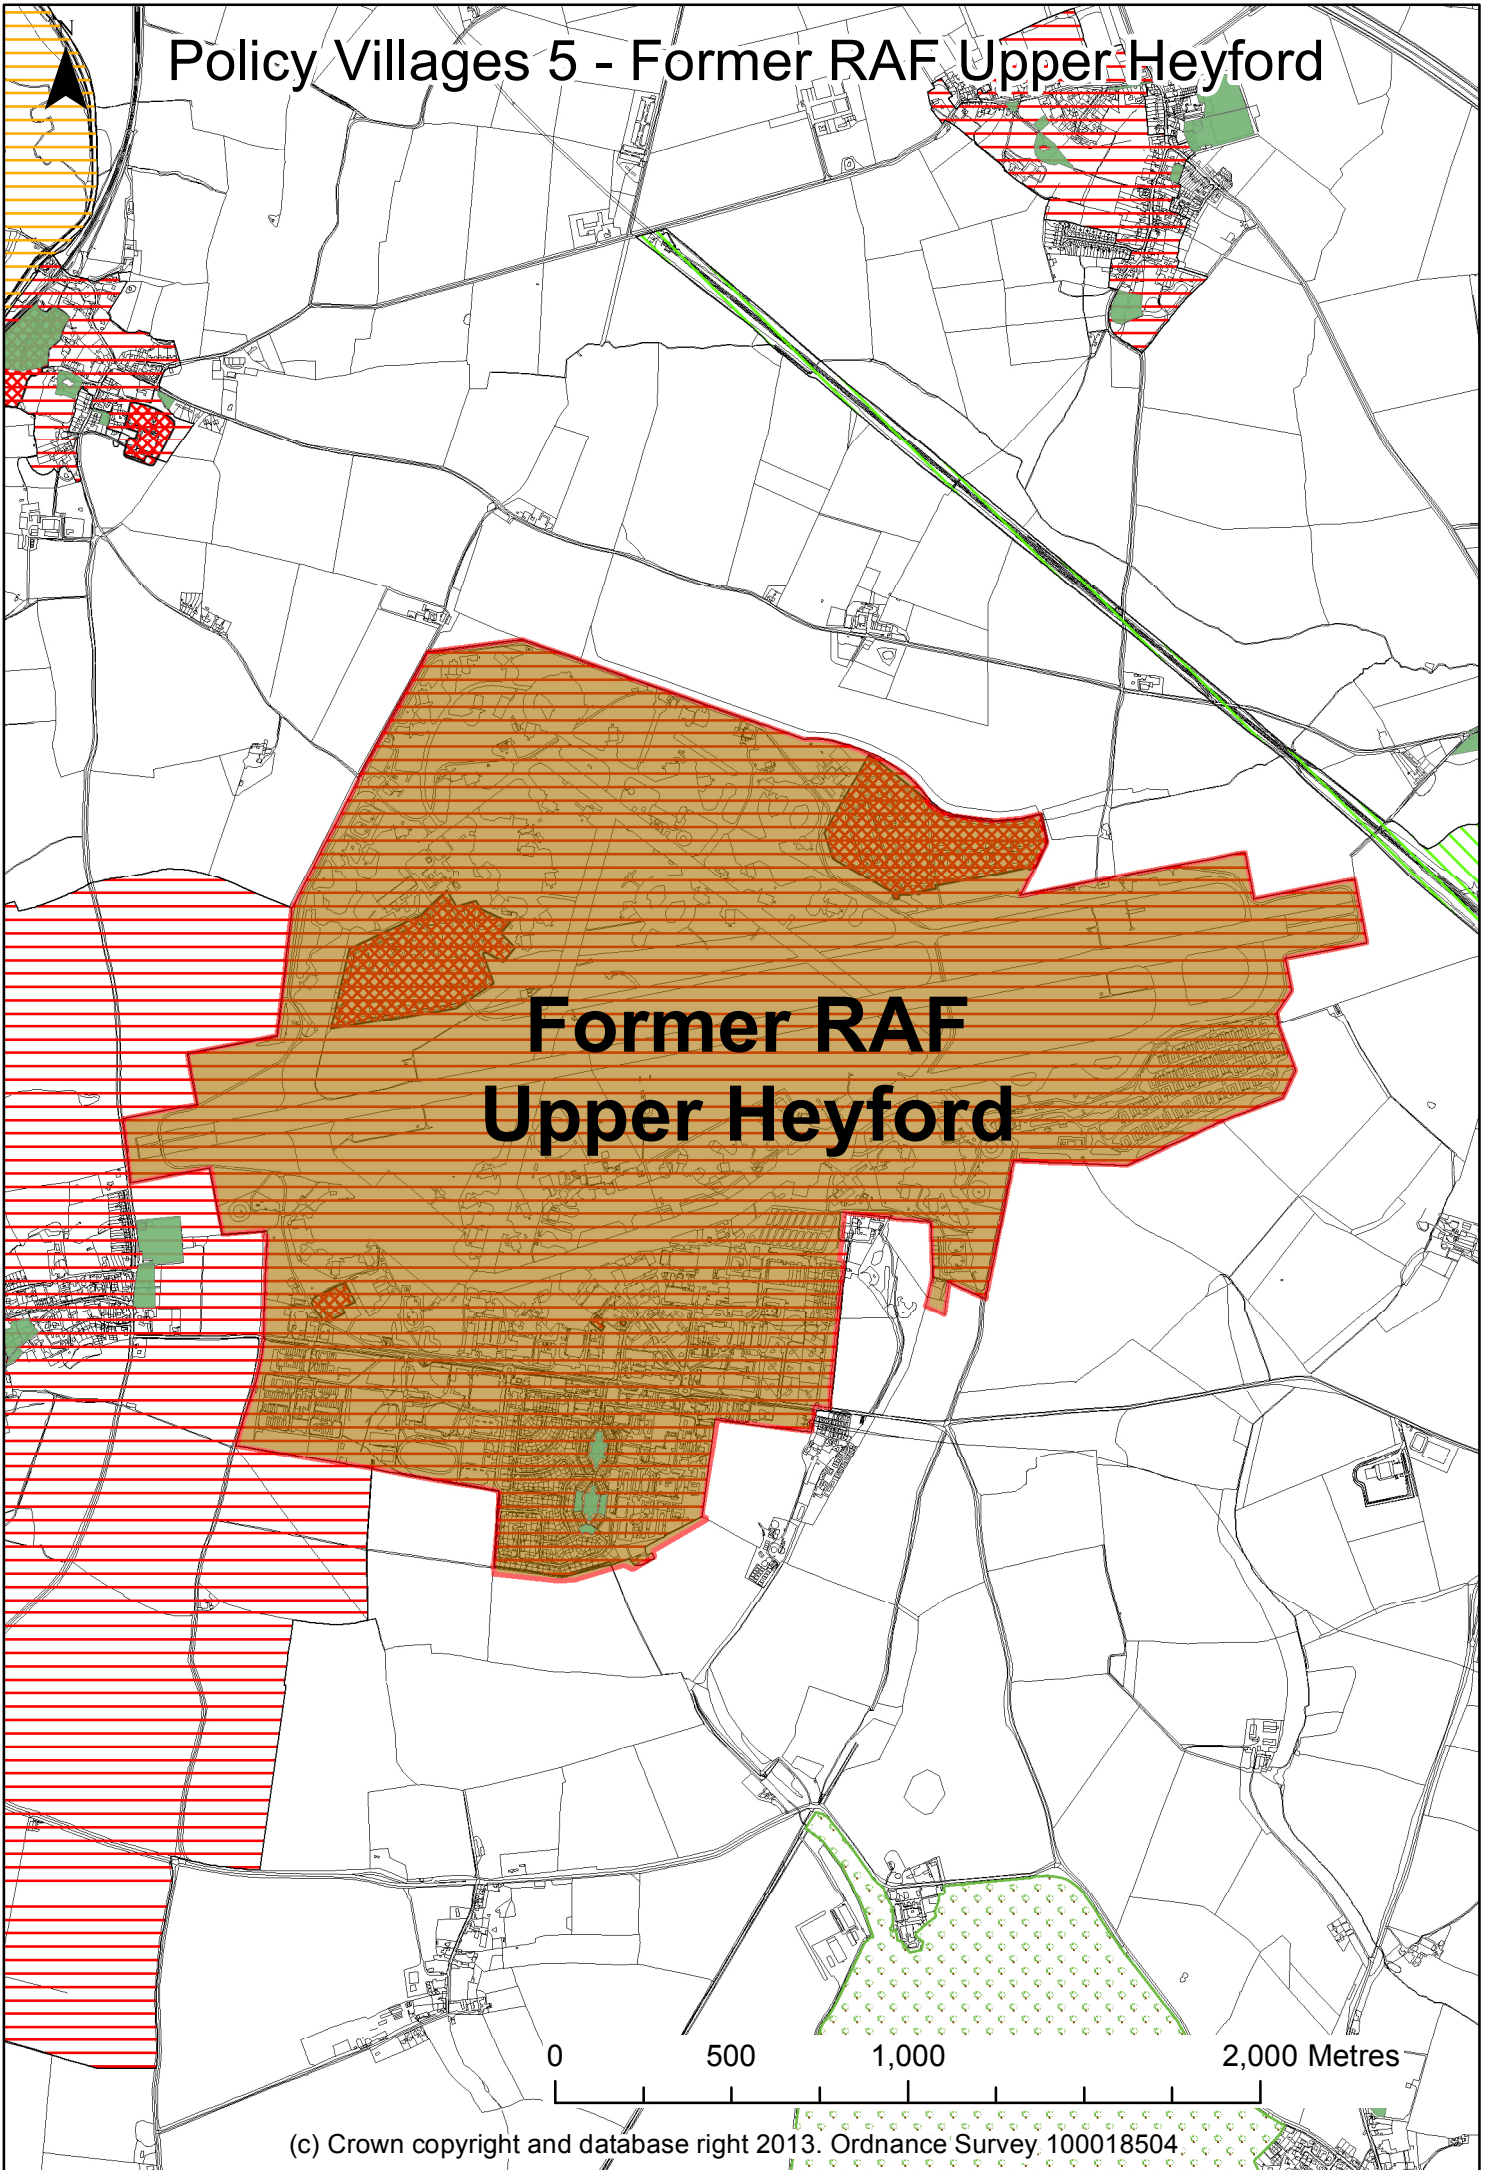 N
Policy Villages 5 - Former RAF Upper Heyford
Former RAF
Upper Heyford
0 500 1,000 2,000 Metres
(c) Crown copyright and database right 2013. Ordnance Survey 100018504